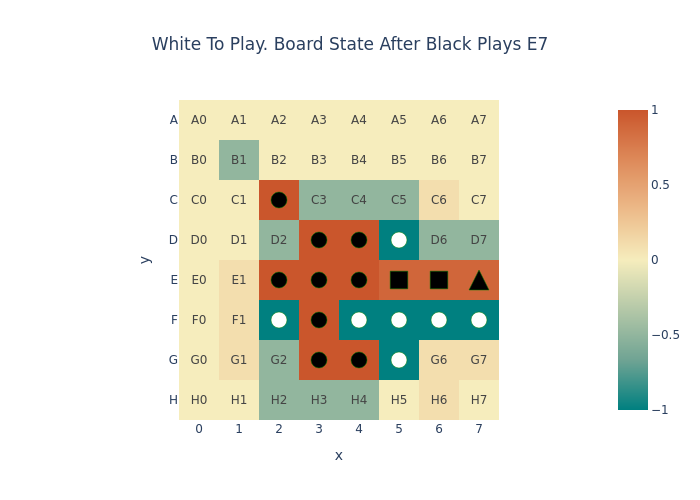 White To Play. Board State After Black Plays E7
A A0 A1 A2 A3 A4 A5 A6 A7
B B0 B1 B2 B3 B4 B5 B6 B7
C C0 C1 C3 C4 C5 C6 C7
D D0 D1 D2 D6 D7
E E0 E1
F F0 F1
G G0 G1 G2 G6 G7
H H0 H1 H2 H3 H4 H5 H6 H7
0 1 2 3 4 5 6 7
x
y
1
0.5
0
−0.5
−1